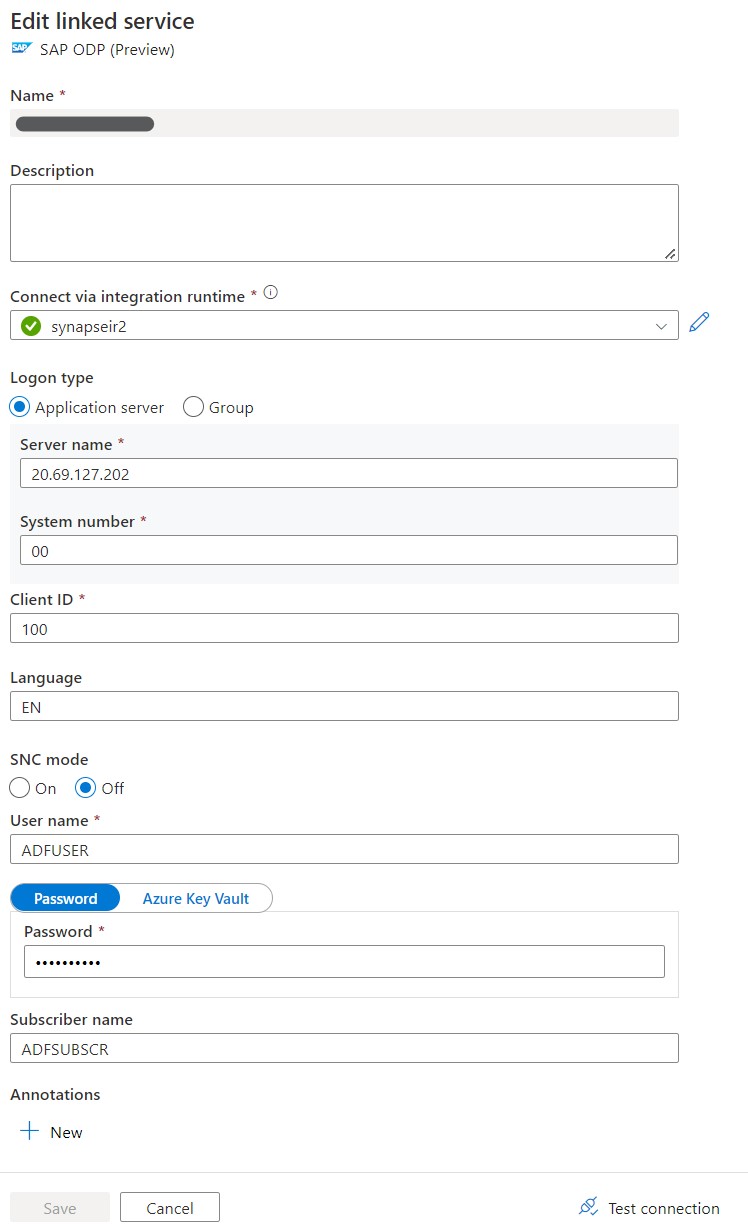 Edit linked service
SAP SAP ODP (Preview)
Name *
Description
Connect via integration runtime *
synapseir2
Logon type
Application server Group
Server name *
20.69.127.202
System number *
00
Client ID *
100
Language
EN
SNC mode
On Off
User name *
ADFUSER
Password Azure Key Vault
Password *
••••••••••
Subscriber name
ADFSUBSCR
Annotations
New
Save Cancel Test connection